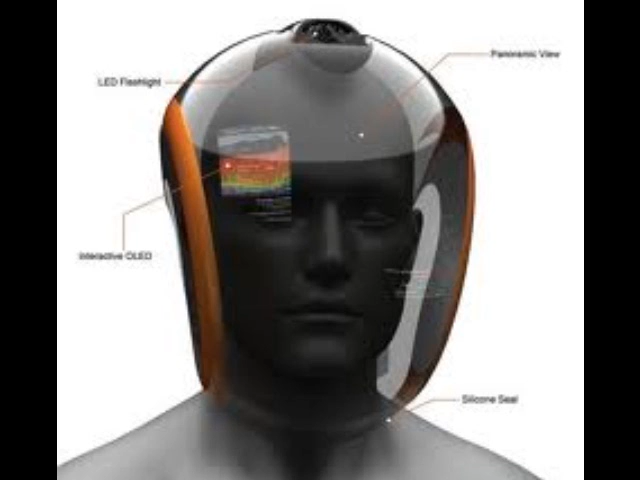 Panoramic View
LED Flashlight
Interactive OLED
Silicone Seal